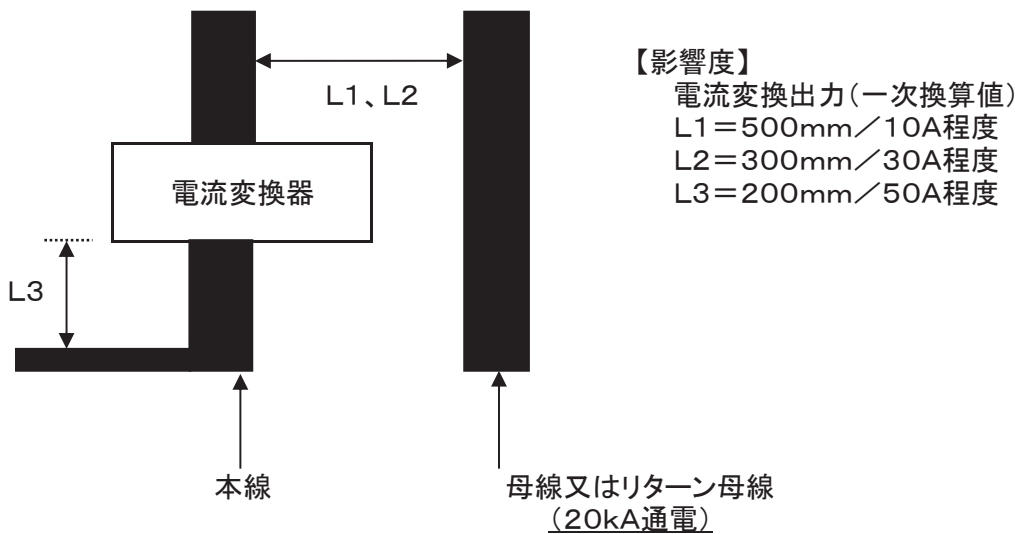 L1、L2
電流変換器
L3
本線
母線又はリターン母線
(20kA通電)
【影響度】
電流変換出力(一次換算値)
L1=500mm/10A程度
L2=300mm/30A程度
L3=200mm/50A程度